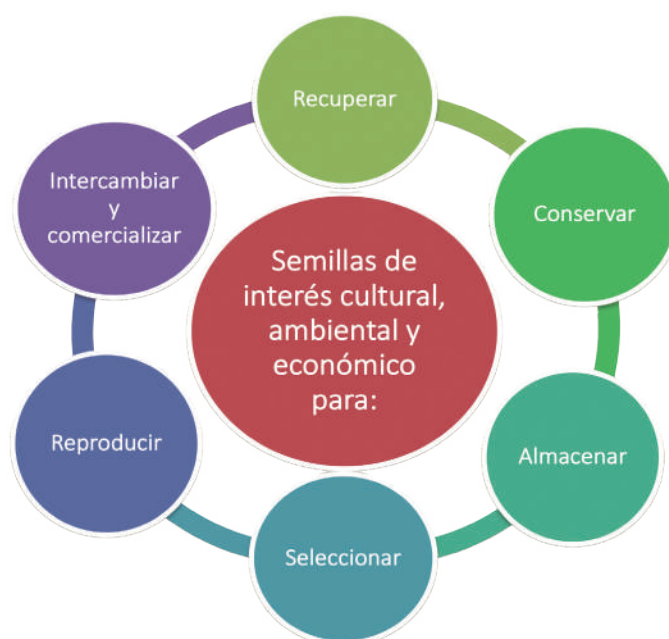 Recuperar
Conservar
Almacenar
Seleccionar
Reproducir
Intercambiar
y
comercializar
Semillas de
interés cultural,
ambiental y
económico
para: